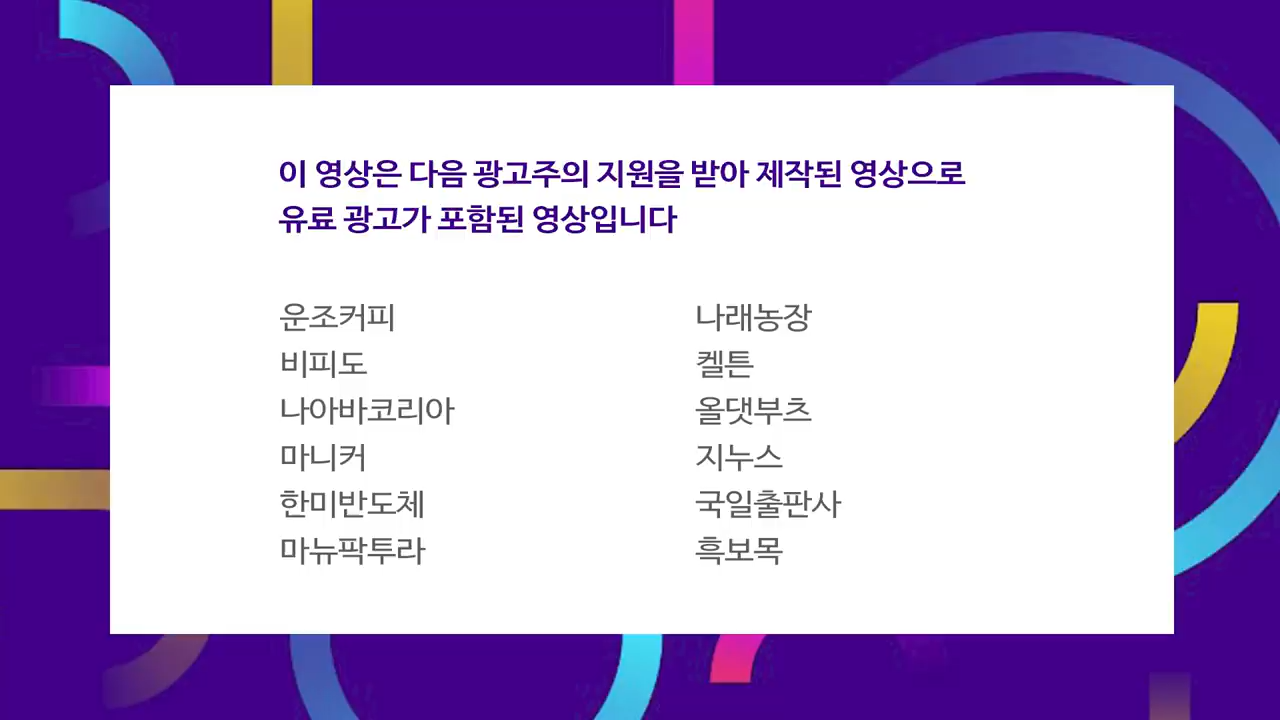 이 영상은 다음 광고주의 지원을 받아 제작된 영상으로
유료 광고가 포함된 영상입니다
운조커피
비피도
나아바코리아
마니커
한미반도체
마뉴팍투라
나래농장
켈튼
올댓부츠
지누스
국일출판사
흑보목